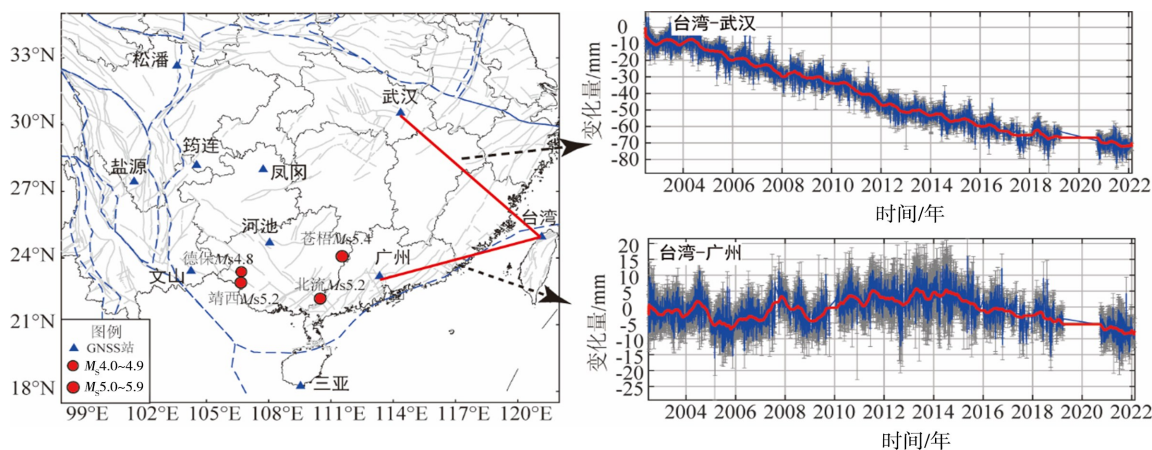 33°N
30°N
27°N
24°N
21°N
18°N
99°E 102°E 105°E 108°E 111°E 114°E 117°E 120°E
松潘
武汉
筠连
盐源
凤冈
台湾
河池
苍梧Ms5.4
德保Ms4.8
广州
文山
靖西Ms5.2
北流Ms5.2
三亚
图例
GNSS站
Ms4.0~4.9
Ms5.0~5.9
台湾-武汉
变化量/mm
0
-10
-20
-30
-40
-50
-60
-70
-80
2004 2006 2008 2010 2012 2014 2016 2018 2020 2022
时间/年
台湾-广州
变化量/mm
20
15
10
5
0
-5
-10
-15
-20
-25
2004 2006 2008 2010 2012 2014 2016 2018 2020 2022
时间/年